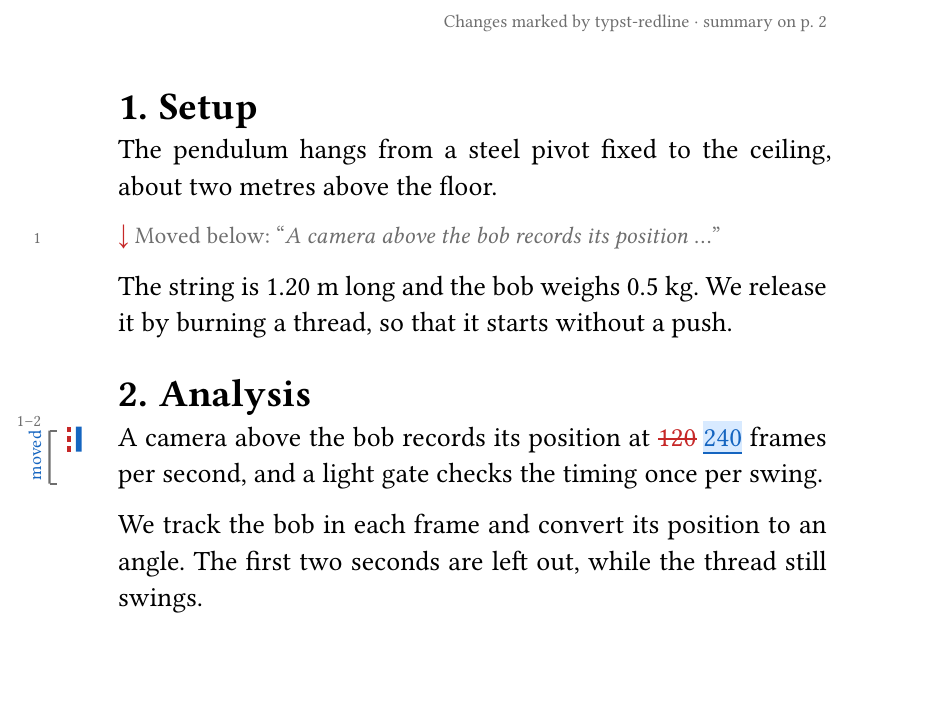 Changes marked by typst-redline · summary on p. 2
1. Setup
The pendulum hangs from a steel pivot fixed to the ceiling,
about two metres above the floor.
1
↓ Moved below: “A camera above the bob records its position …”
The string is 1.20 m long and the bob weighs 0.5 kg. We release
it by burning a thread, so that it starts without a push.
2. Analysis
1–2
moved
A camera above the bob records its position at 120 240 frames
per second, and a light gate checks the timing once per swing.
We track the bob in each frame and convert its position to an
angle. The first two seconds are left out, while the thread still
swings.